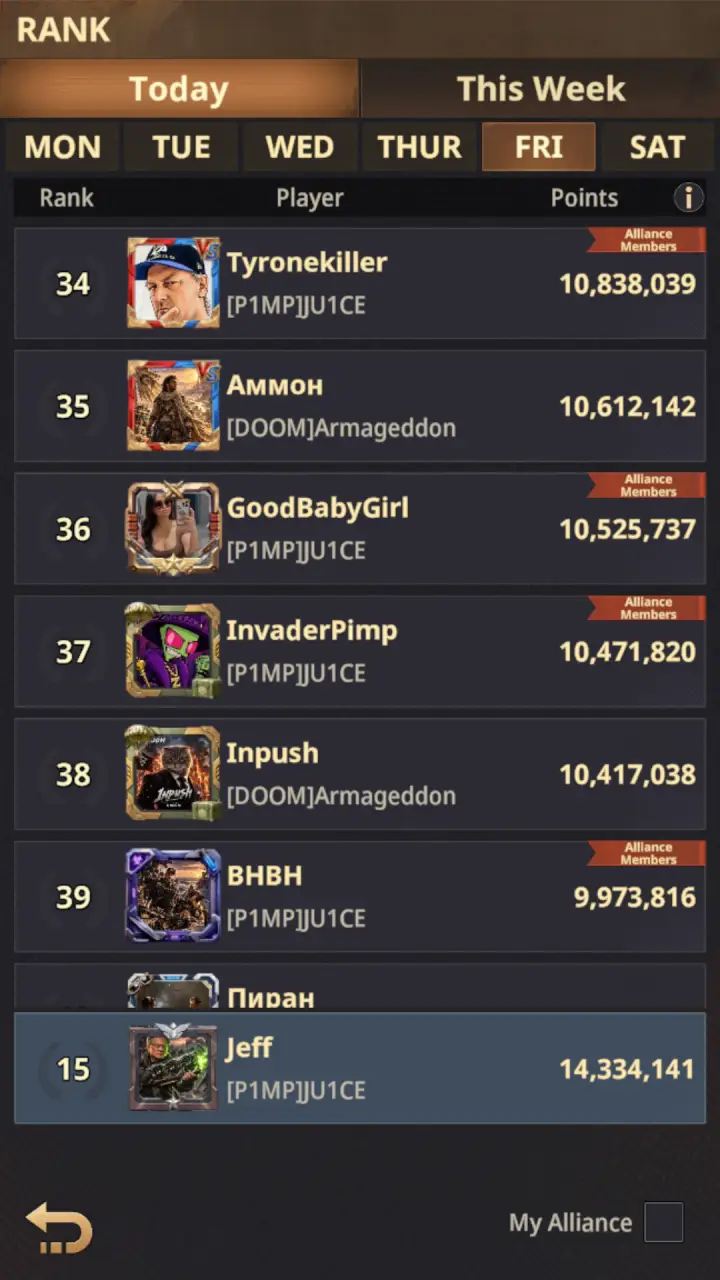 RANK
Today
This Week
MON TUE WED THUR FRI SAT
Rank Player Points
Alliance
Members
34
Tyronekiller
[P1MP]JU1CE
10,838,039
35
Аммон
[DOOM]Armageddon
10,612,142
Alliance
Members
36
GoodBabyGirl
[P1MP]JU1CE
10,525,737
Alliance
Members
37
InvaderPimp
[P1MP]JU1CE
10,471,820
38
INPUSH
Inpush
[DOOM]Armageddon
10,417,038
Alliance
Members
39
BHBH
[P1MP]JU1CE
9,973,816
Пиран
15
Jeff
[P1MP]JU1CE
14,334,141
My Alliance